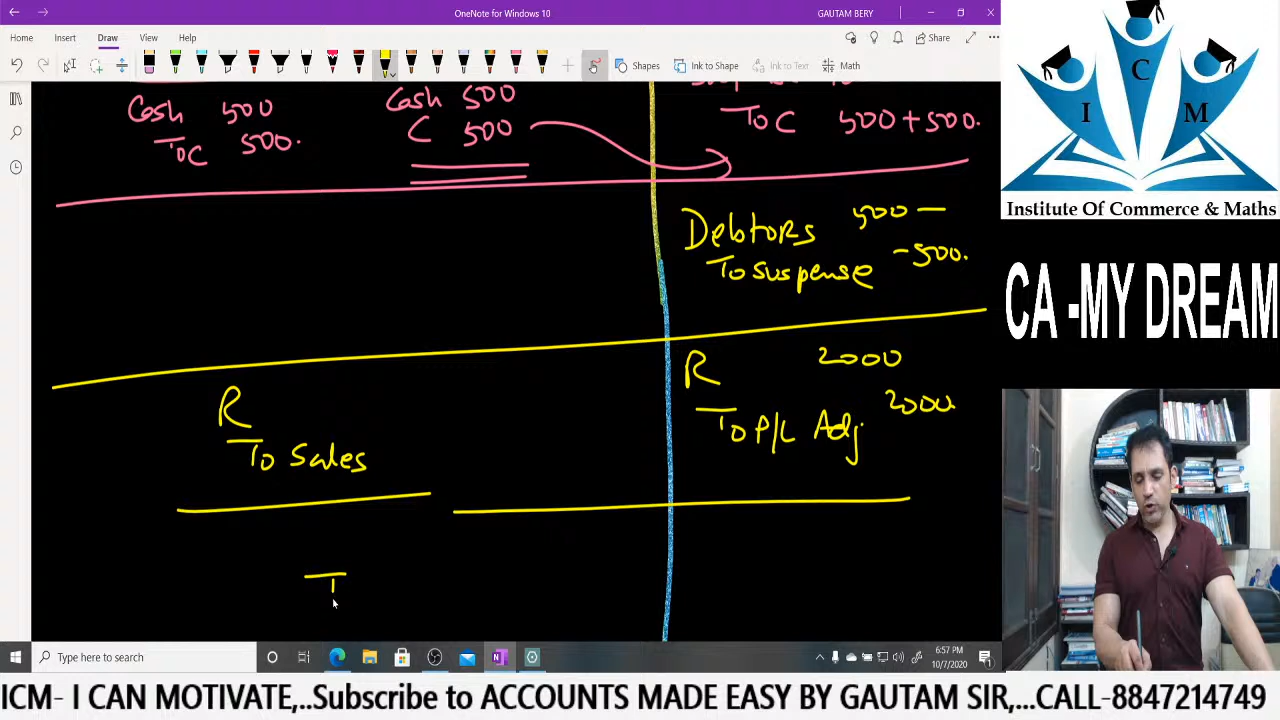 OneNote for Windows 10
GAUTAM BERY
Home Insert Draw View Help
Share
Shapes
Ink to Shape
Ink to Text
Math
Cash 500
To C 500.
Cash 500
C 500
To C 500 + 500.
Debtors 500 —
To Suspense - 500.
R 2000
To P/L Adj 2000
R
To Sales
T
I C M
Institute Of Commerce & Maths
CA -MY DREAM
Type here to search
6:57 PM
10/7/2020
ICM- I CAN MOTIVATE,..Subscribe to ACCOUNTS MADE EASY BY GAUTAM SIR,...CALL-8847214749